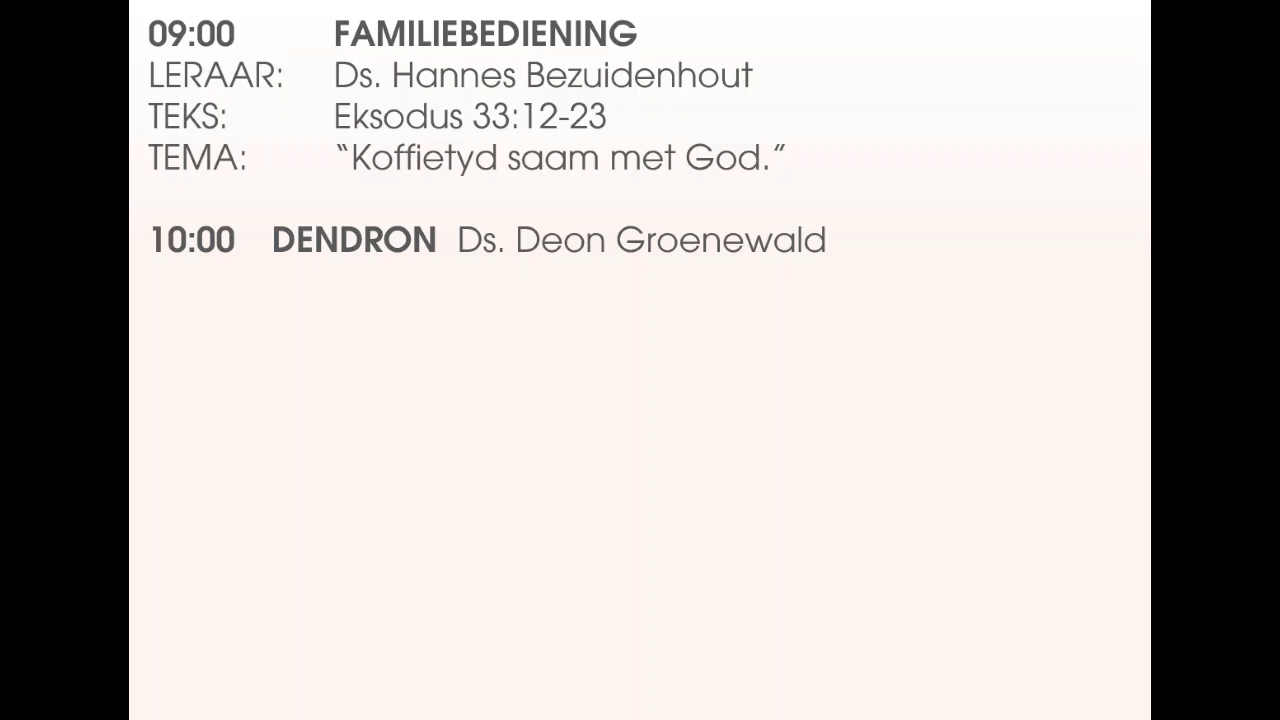 09:00 FAMILIEBEDIENING
LERAAR: Ds. Hannes Bezuidenhout
TEKS: Eksodus 33:12-23
TEMA: “Koffietyd saam met God.”
10:00 DENDRON Ds. Deon Groenewald